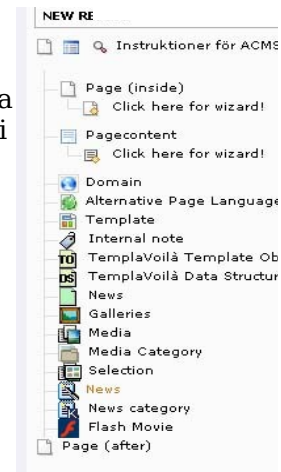 NEW RE
Instruktioner för ACMS
a
i
Page (inside)
Click here for wizard!
Pagecontent
Click here for wizard!
Domain
Alternative Page Language
Template
Internal note
TO TemplaVoilà Template Ob
DS TemplaVoilà Data Structur
News
Galleries
Media
Media Category
Selection
News
News category
Flash Movie
Page (after)